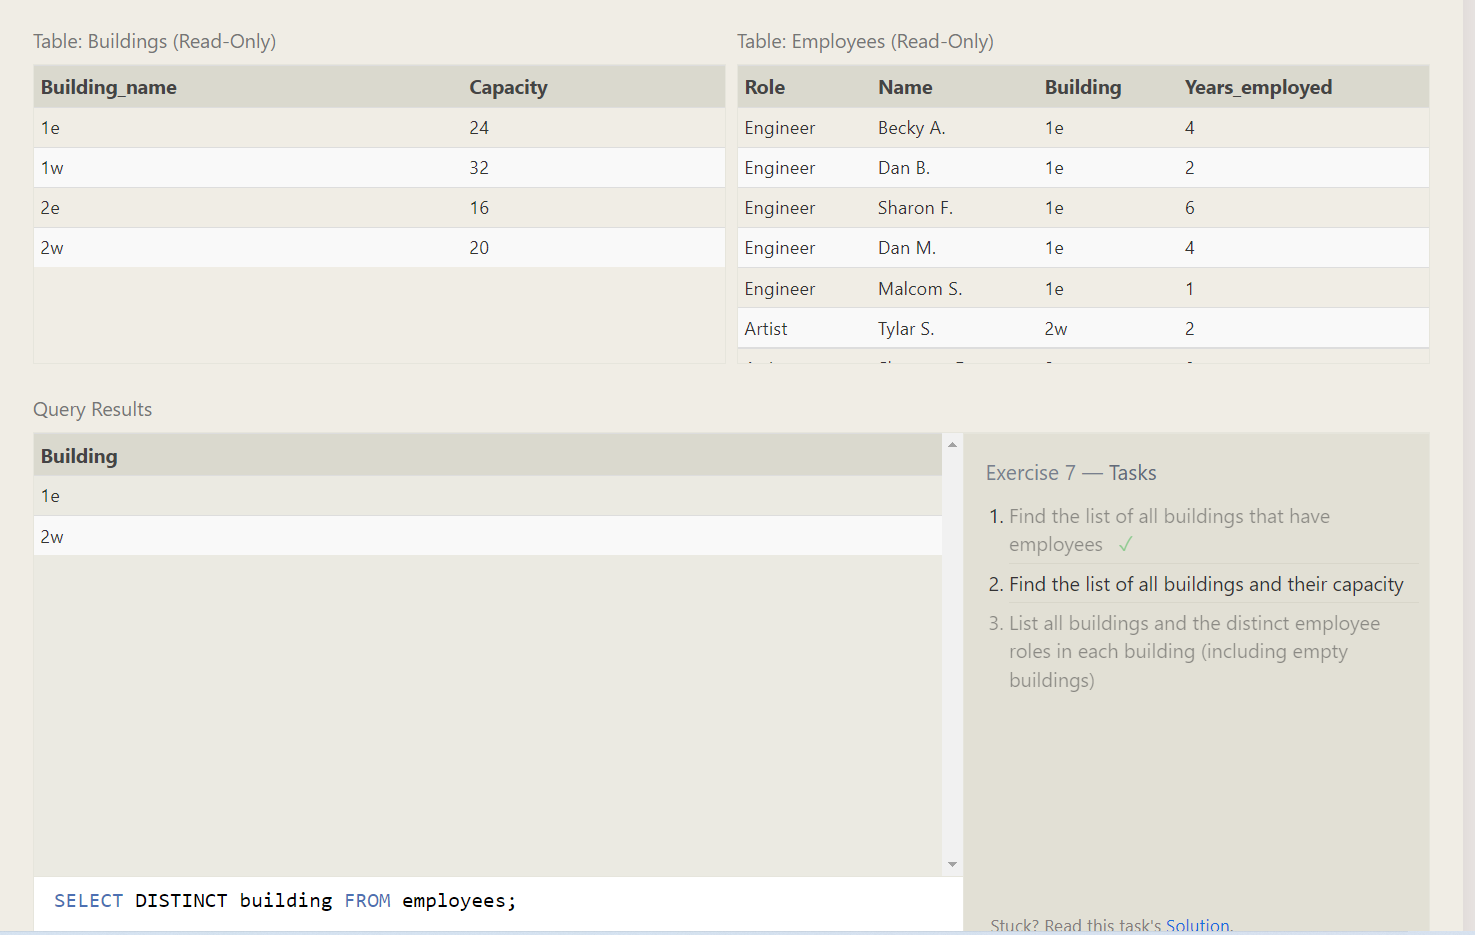 Table: Buildings (Read-Only)
Building_name Capacity
1e 24
1w 32
2e 16
2w 20
Table: Employees (Read-Only)
Role Name Building Years_employed
Engineer Becky A. 1e 4
Engineer Dan B. 1e 2
Engineer Sharon F. 1e 6
Engineer Dan M. 1e 4
Engineer Malcom S. 1e 1
Artist Tylar S. 2w 2
Query Results
Building
1e
2w
Exercise 7 — Tasks
1. Find the list of all buildings that have
employees ✓
2. Find the list of all buildings and their capacity
3. List all buildings and the distinct employee
roles in each building (including empty
buildings)
SELECT DISTINCT building FROM employees;
Stuck? Read this task's Solution.